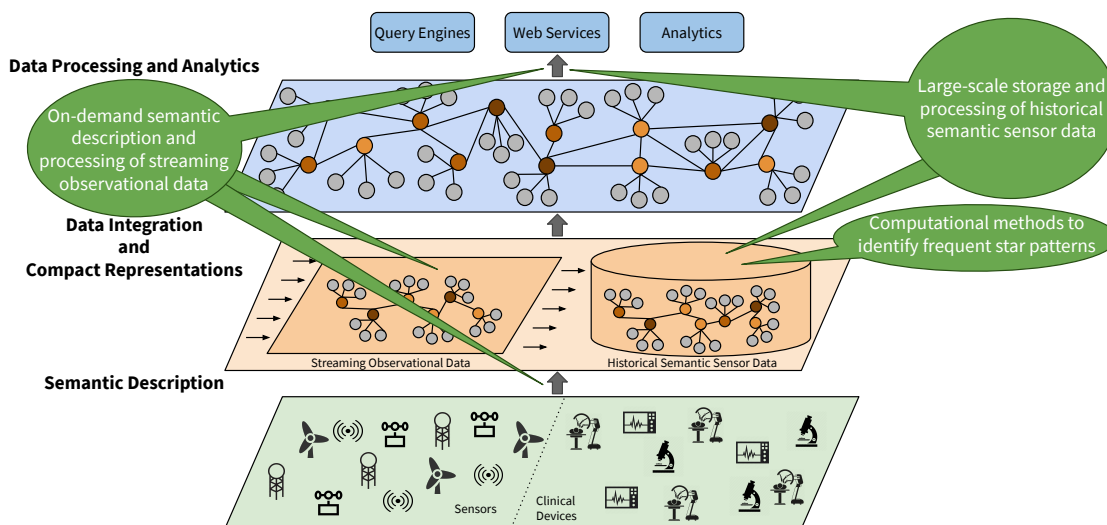 Query Engines
Web Services
Analytics
Data Processing and Analytics
On-demand semantic
description and
processing of streaming
observational data
Large-scale storage and
processing of historical
semantic sensor data
Data Integration
and
Compact Representations
Computational methods to
identify frequent star patterns
Streaming Observational Data
Historical Semantic Sensor Data
Semantic Description
Sensors
Clinical
Devices